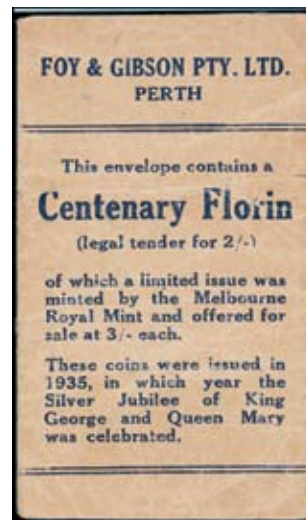 FOY & GIBSON PTY. LTD.
PERTH
This envelope contains a
Centenary Florin
(legal tender for 2/-)
of which a limited issue was
minted by the Melbourne
Royal Mint and offered for
sale at 3/- each.
These coins were issued in
1935, in which year the
Silver Jubilee of King
George and Queen Mary
was celebrated.